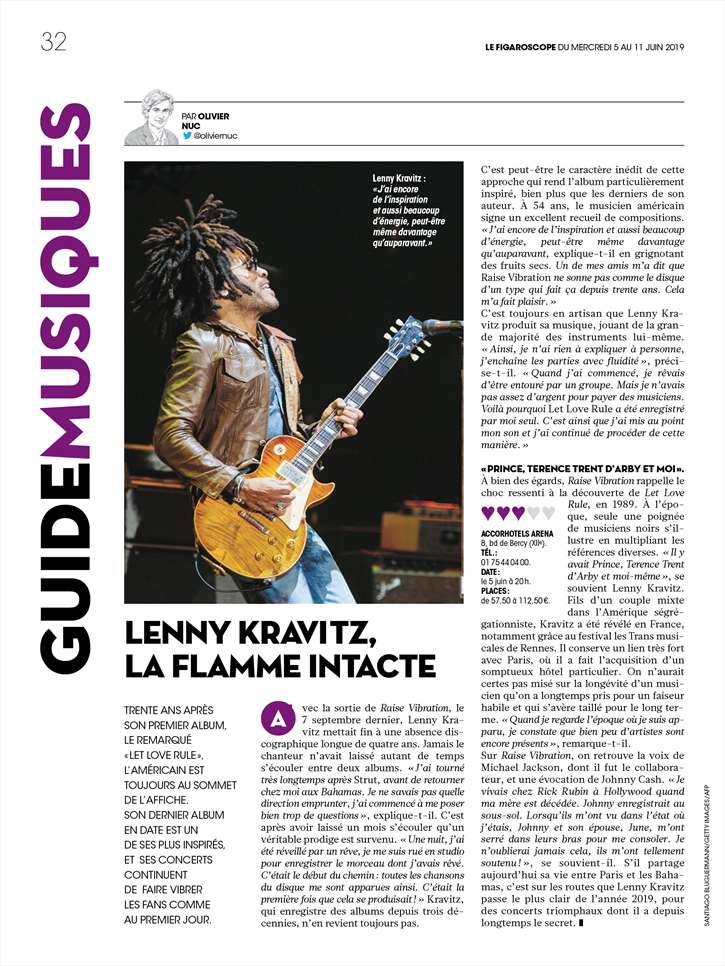 32
LE FIGAROSCOPE DU MERCREDI 5 AU 11 JUIN 2019
GUIDEMUSIQUES
PAR OLIVIER
NUC
@oliviernuc
Lenny Kravitz :
«J’ai encore
de l’inspiration
et aussi beaucoup
d’énergie, peut-être
même davantage
qu’auparavant.»
LENNY KRAVITZ,
LA FLAMME INTACTE
TRENTE ANS APRÈS
SON PREMIER ALBUM,
LE REMARQUÉ
«LET LOVE RULE»,
L’AMÉRICAIN EST
TOUJOURS AU SOMMET
DE L’AFFICHE.
SON DERNIER ALBUM
EN DATE EST UN
DE SES PLUS INSPIRÉS,
ET SES CONCERTS
CONTINUENT
DE FAIRE VIBRER
LES FANS COMME
AU PREMIER JOUR.
Avec la sortie de Raise Vibration, le
7 septembre dernier, Lenny Kra-
vitz mettait fin à une absence dis-
cographique longue de quatre ans. Jamais le
chanteur n’avait laissé autant de temps
s’écouler entre deux albums. «J’ai tourné
très longtemps après Strut, avant de retourner
chez moi aux Bahamas. Je ne savais pas quelle
direction emprunter, j’ai commencé à me poser
bien trop de questions», explique-t-il. C’est
après avoir laissé un mois s’écouler qu’un
véritable prodige est survenu. «Une nuit, j’ai
été réveillé par un rêve, je me suis rué en studio
pour enregistrer le morceau dont j’avais rêvé.
C’était le début du chemin : toutes les chansons
du disque me sont apparues ainsi. C’était la
première fois que cela se produisait !» Kravitz,
qui enregistre des albums depuis trois dé-
cennies, n’en revient toujours pas.
C’est peut-être le caractère inédit de cette
approche qui rend l’album particulièrement
inspiré, bien plus que les derniers de son
auteur. À 54 ans, le musicien américain
signe un excellent recueil de compositions.
«J’ai encore de l’inspiration et aussi beaucoup
d’énergie, peut-être même davantage
qu’auparavant, explique-t-il en grignotant
des fruits secs. Un de mes amis m’a dit que
Raise Vibration ne sonne pas comme le disque
d’un type qui fait ça depuis trente ans. Cela
m’a fait plaisir.»
C’est toujours en artisan que Lenny Kra-
vitz produit sa musique, jouant de la gran-
de majorité des instruments lui-même.
«Ainsi, je n’ai rien à expliquer à personne,
j’enchaîne les parties avec fluidité», préci-
se-t-il. «Quand j’ai commencé, je rêvais
d’être entouré par un groupe. Mais je n’avais
pas assez d’argent pour payer des musiciens.
Voilà pourquoi Let Love Rule a été enregistré
par moi seul. C’est ainsi que j’ai mis au point
mon son et j’ai continué de procéder de cette
manière.»
«PRINCE, TERENCE TRENT D’ARBY ET MOI».
À bien des égards, Raise Vibration rappelle le
choc ressenti à la découverte de Let Love
Rule, en 1989. À l’épo-
que, seule une poignée
de musiciens noirs s’il-
lustre en multipliant les
références diverses. «Il y
avait Prince, Terence Trent
d’Arby et moi-même», se
souvient Lenny Kravitz.
Fils d’un couple mixte
dans l’Amérique ségré-
gationniste, Kravitz a été révélé en France,
notamment grâce au festival les Trans musi-
cales de Rennes. Il conserve un lien très fort
avec Paris, où il a fait l’acquisition d’un
somptueux hôtel particulier. On n’aurait
certes pas misé sur la longévité d’un musi-
cien qu’on a longtemps pris pour un faiseur
habile et qui s’avère taillé pour le long ter-
me. «Quand je regarde l’époque où je suis ap-
paru, je constate que bien peu d’artistes sont
encore présents», remarque-t-il.
Sur Raise Vibration, on retrouve la voix de
Michael Jackson, dont il fut le collabora-
teur, et une évocation de Johnny Cash. «Je
vivais chez Rick Rubin à Hollywood quand
ma mère est décédée. Johnny enregistrait au
sous-sol. Lorsqu’ils m’ont vu dans l’état où
j’étais, Johnny et son épouse, June, m’ont
serré dans leurs bras pour me consoler. Je
n’oublierai jamais cela, ils m’ont tellement
soutenu !», se souvient-il. S’il partage
aujourd’hui sa vie entre Paris et les Baha-
mas, c’est sur les routes que Lenny Kravitz
passe le plus clair de l’année 2019, pour
des concerts triomphaux dont il a depuis
longtemps le secret.
ACCORHOTELS ARENA
8, bd de Bercy (XIIe).
TÉL. :
01 75 44 04 00.
DATE :
le 5 juin à 20h.
PLACES :
de 57,50 à 112,50€.
SANTIAGO BLUGUERMANN/GETTY IMAGES/AFP